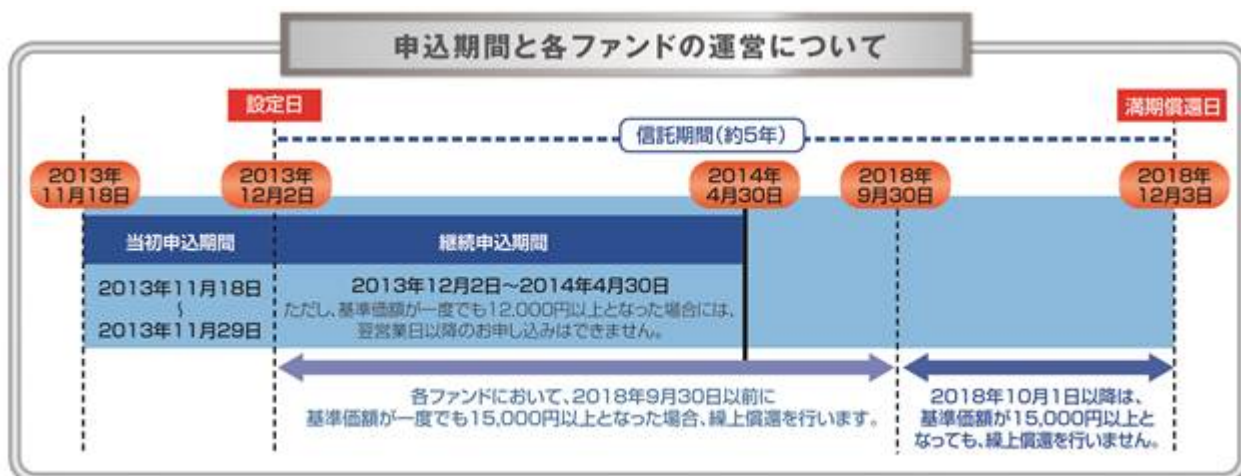 申込期間と各ファンドの運営について
設定日
満期償還日
信託期間(約5年)
2013年
11月18日
2013年
12月2日
2014年
4月30日
2018年
9月30日
2018年
12月3日
当初申込期間
継続申込期間
2013年11月18日
～
2013年11月29日
2013年12月2日～2014年4月30日
ただし、基準価額が一度でも12,000円以上となった場合には、
翌営業日以降のお申し込みはできません。
各ファンドにおいて、2018年9月30日以前に
基準価額が一度でも15,000円以上となった場合、繰上償還を行います。
2018年10月1日以降は、
基準価額が15,000円以上と
なっても、繰上償還を行いません。